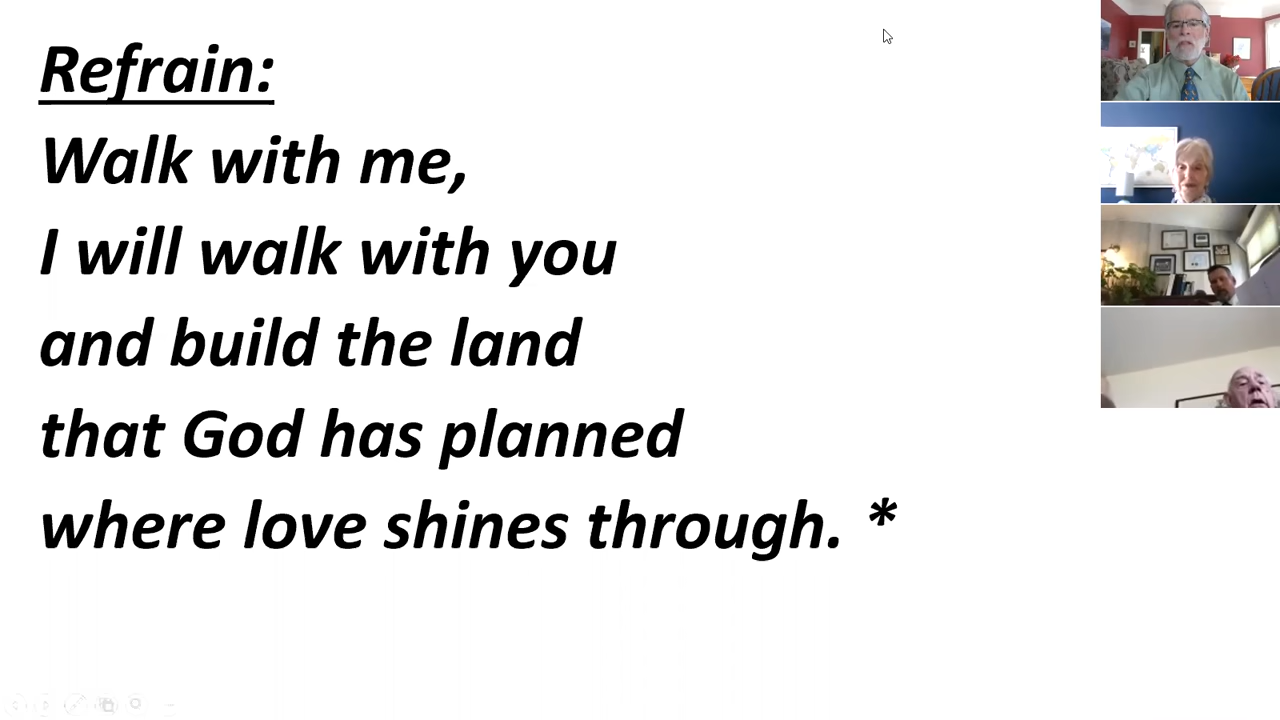 Refrain:
Walk with me,
I will walk with you
and build the land
that God has planned
where love shines through. *